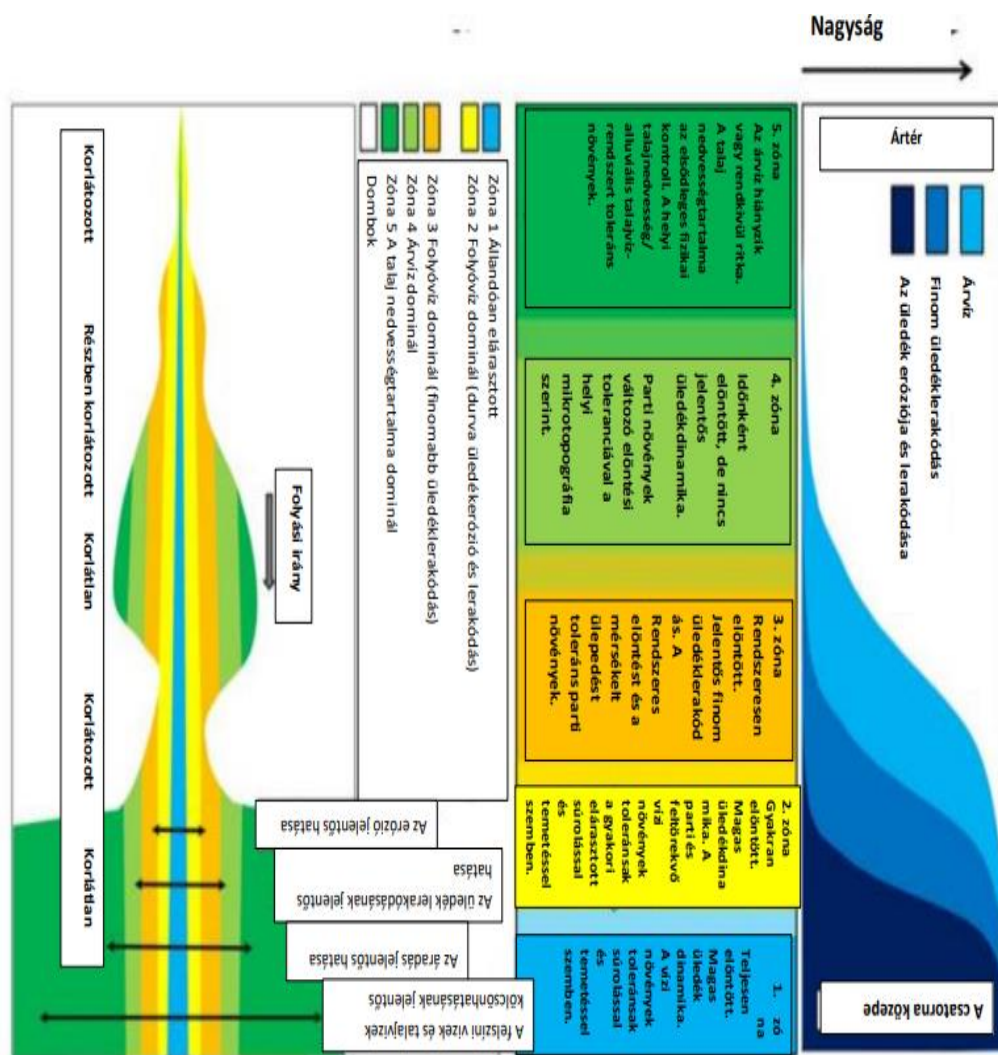 Nagyság
Ártér
Árvíz
Finom üledéklerakódás
Az üledék eróziója és lerakódása
A csatorna közepe
5. zóna
Az árvíz hiányzik
vagy rendkívül ritka.
A talaj
nedvességtartalma
az elsődleges fizikai
kontroll. A helyi
talajnedvesség/
alluviális talajvíz-
rendszert toleráns
növények.
4. zóna
Időnként
elöntött, de nincs
jelentős
üledékdinamika.
Parti növények
változó elöntési
toleranciával a
helyi
mikrotopográfia
szerint.
3. zóna
Rendszeresen
elöntött.
Jelentős finom
üledéklerakód
ás. A
Rendszeres
elöntést és a
mérsékelt
ülepedést
toleráns parti
növények.
2. zóna
Gyakran
elöntött.
Magas
üledékdina
mika. A
parti és
feltörekvő
vízi
növények
toleránsak
a gyakori
elárasztott
súrolással
és
temetéssel
szemben.
1. zó
na
Teljesen
elöntött.
Magas
üledék
dinamika.
A vízi
növények
toleránsak
súrolással
és
temetéssel
szemben.
Zóna 1 Állandóan elárasztott
Zóna 2 Folyóvíz dominál (durva üledékerózió és lerakódás)
Zóna 3 Folyóvíz dominál (finomabb üledéklerakódás)
Zóna 4 Árvíz dominál
Zóna 5 A talaj nedvességtartalma dominál
Dombok
Folyási irány
Korlátozott
Részben korlátozott
Korlátlan
Korlátozott
Korlátlan
Az erózió jelentős hatása
Az üledék lerakódásának jelentős
hatása
Az áradás jelentős hatása
A felszíni vizek és talajvizek
kölcsönhatásának jelentős